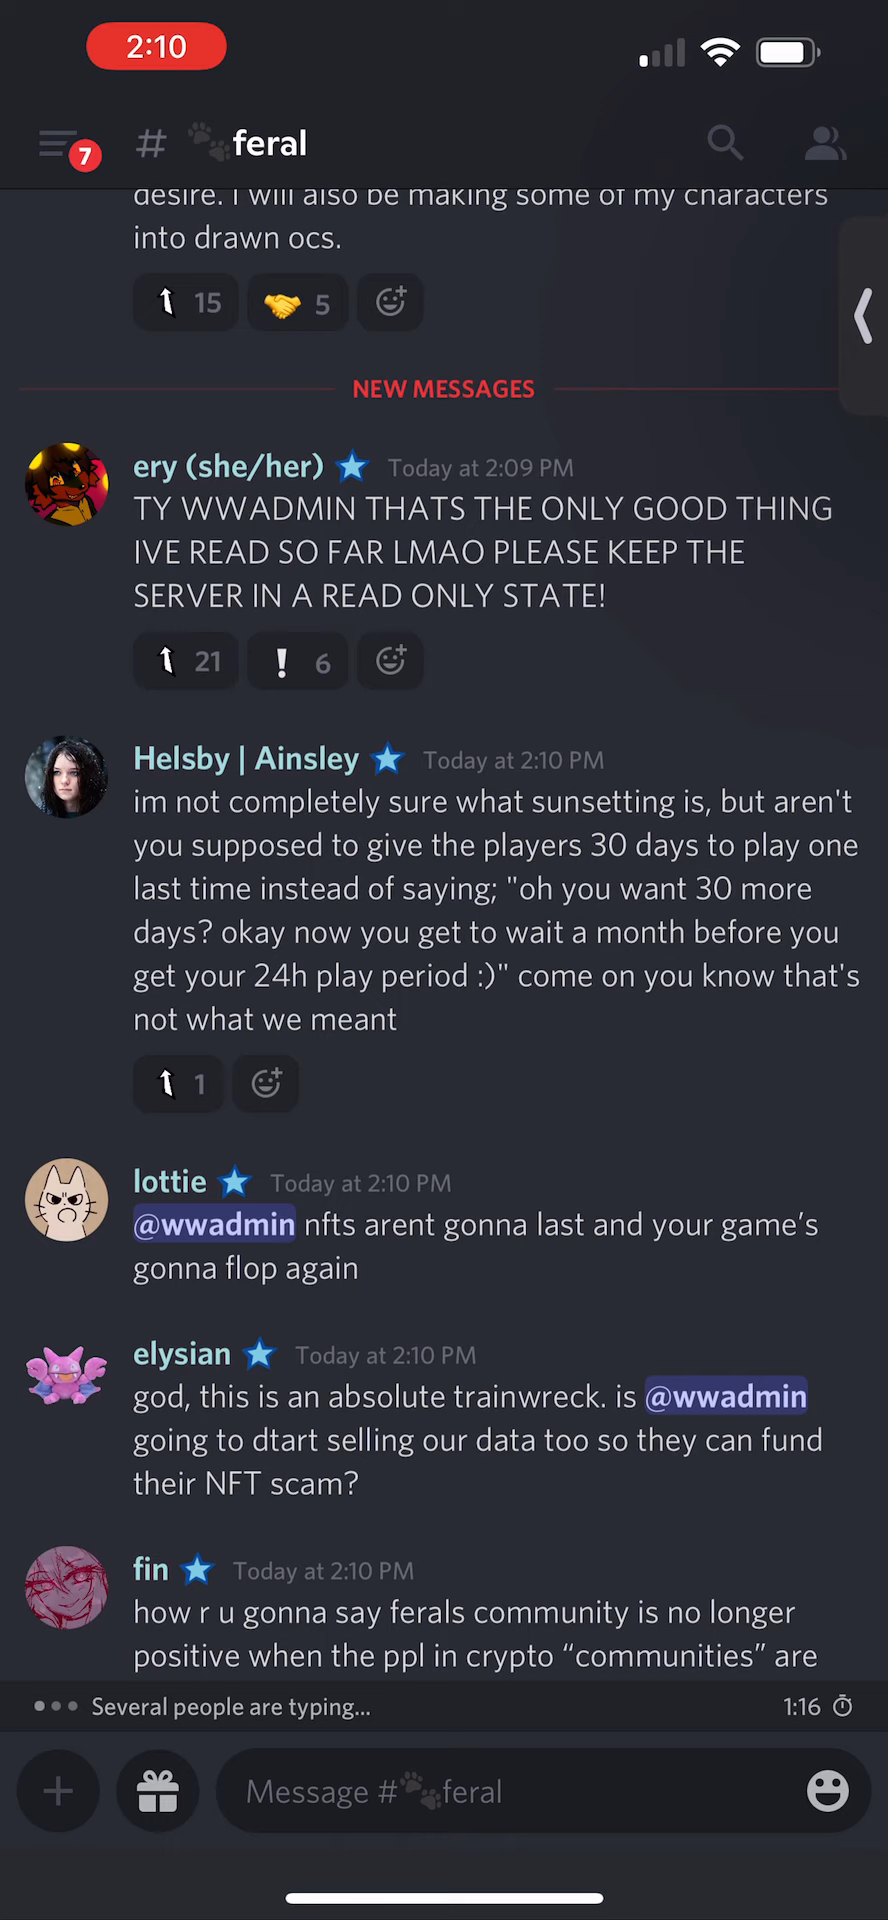 2:10
7
# feral
desire. I will also be making some of my characters
into drawn ocs.
15 5
NEW MESSAGES
ery (she/her) Today at 2:09 PM
TY WWADMIN THATS THE ONLY GOOD THING
IVE READ SO FAR LMAO PLEASE KEEP THE
SERVER IN A READ ONLY STATE!
21 6
Helsby | Ainsley Today at 2:10 PM
im not completely sure what sunsetting is, but aren't
you supposed to give the players 30 days to play one
last time instead of saying; "oh you want 30 more
days? okay now you get to wait a month before you
get your 24h play period :)" come on you know that's
not what we meant
1
lottie Today at 2:10 PM
@wwadmin nfts arent gonna last and your game’s
gonna flop again
elysian Today at 2:10 PM
god, this is an absolute trainwreck. is @wwadmin
going to dtart selling our data too so they can fund
their NFT scam?
fin Today at 2:10 PM
how r u gonna say ferals community is no longer
positive when the ppl in crypto “communities” are
Several people are typing... 1:16
Message #feral